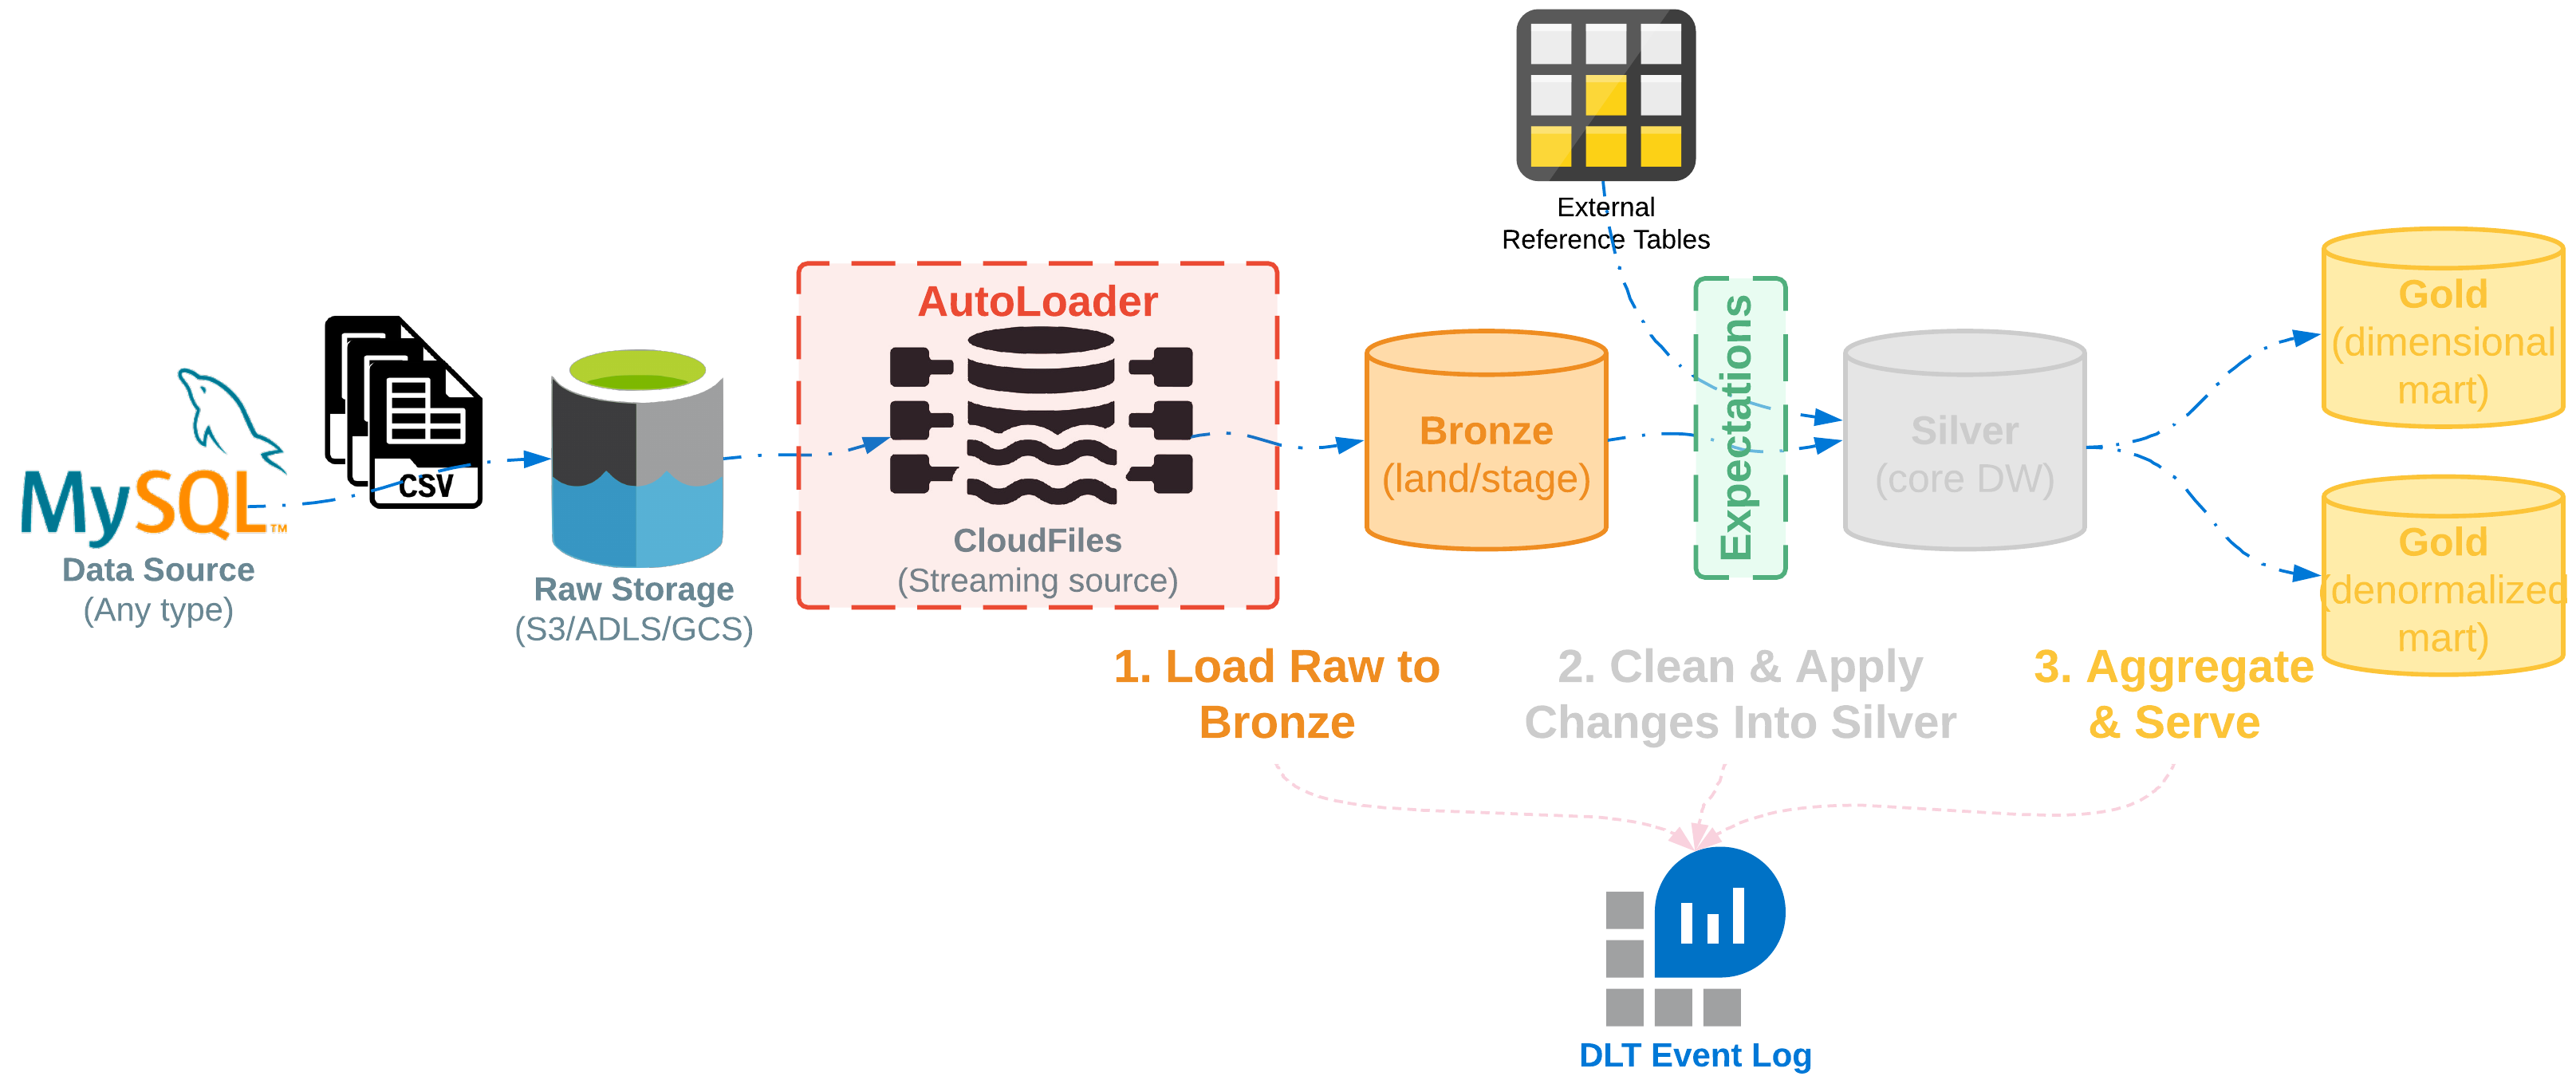 MySQL™
Data Source
(Any type)
CSV
Raw Storage
(S3/ADLS/GCS)
AutoLoader
CloudFiles
(Streaming source)
External
Reference Tables
Bronze
(land/stage)
Expectations
Silver
(core DW)
Gold
(dimensional
mart)
Gold
(denormalized
mart)
1. Load Raw to
Bronze
2. Clean & Apply
Changes Into Silver
3. Aggregate
& Serve
DLT Event Log